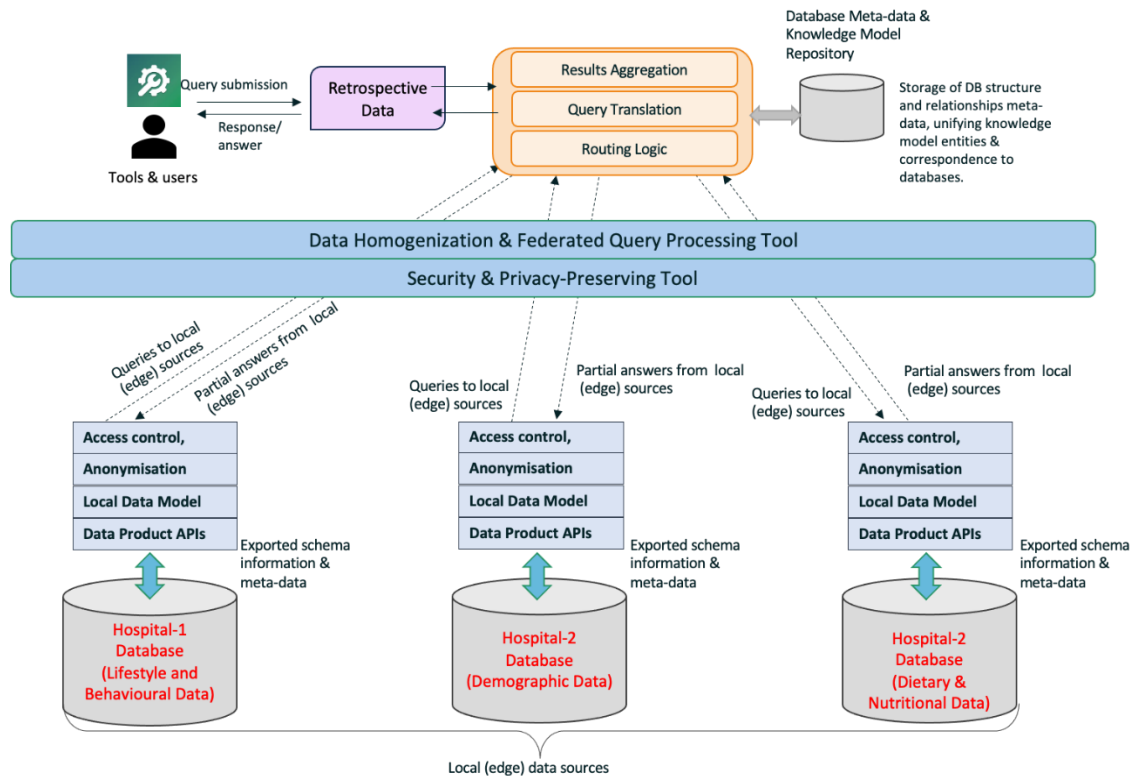 Database Meta-data &
Knowledge Model
Repository
Query submission
Response/
answer
Tools & users
Retrospective
Data
Results Aggregation
Query Translation
Routing Logic
Storage of DB structure
and relationships meta-
data, unifying knowledge
model entities &
correspondence to
databases.
Data Homogenization & Federated Query Processing Tool
Security & Privacy-Preserving Tool
Queries to local
(edge) sources
Partial answers from local
(edge) sources
Queries to local
(edge) sources
Partial answers from local
(edge) sources
Queries to local
(edge) sources
Partial answers from local
(edge) sources
Access control,
Anonymisation
Local Data Model
Data Product APIs
Exported schema
information &
meta-data
Access control,
Anonymisation
Local Data Model
Data Product APIs
Exported schema
information &
meta-data
Access control,
Anonymisation
Local Data Model
Data Product APIs
Exported schema
information &
meta-data
Hospital-1
Database
(Lifestyle and
Behavioural Data)
Hospital-2
Database
(Demographic Data)
Hospital-2
Database
(Dietary &
Nutritional Data)
Local (edge) data sources